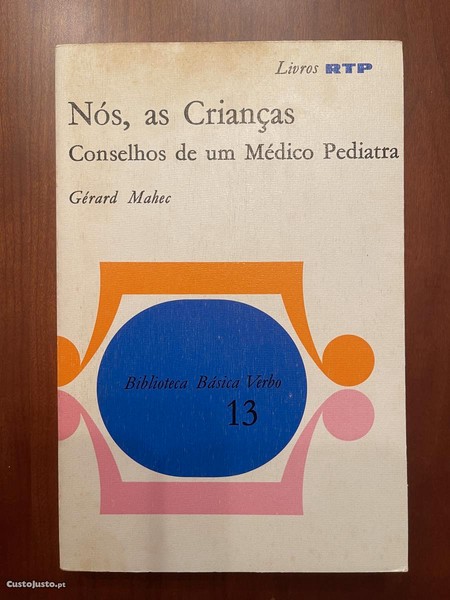 Livros RTP
Nós, as Crianças
Conselhos de um Médico Pediatra
Gérard Mahec
Biblioteca Básica Verbo
13
CustoJusto.pt